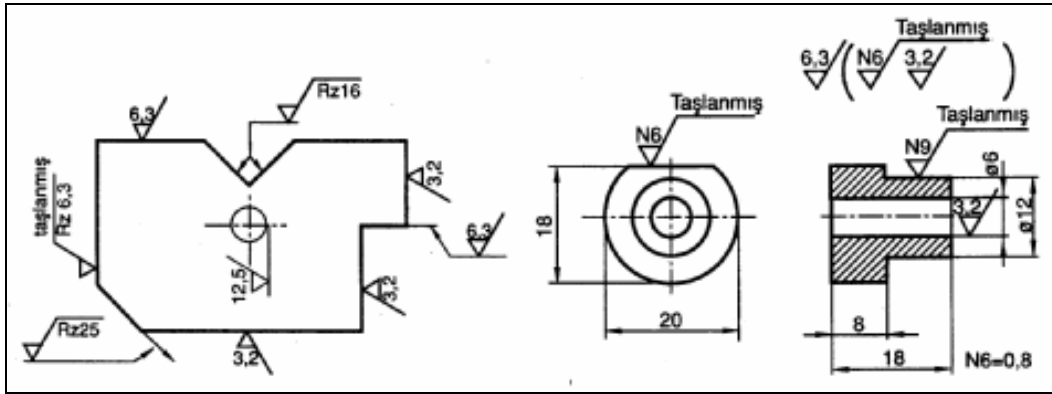 6,3
Rz16
3,2
taşlanmış
Rz 6,3
12,5
6,3
3,2
Rz25
3,2
Taşlanmış
N6
18
20
Taşlanmış
6,3 ( N6 3,2 )
Taşlanmış
N9
ø6
3,2
ø12
8
18
N6=0,8